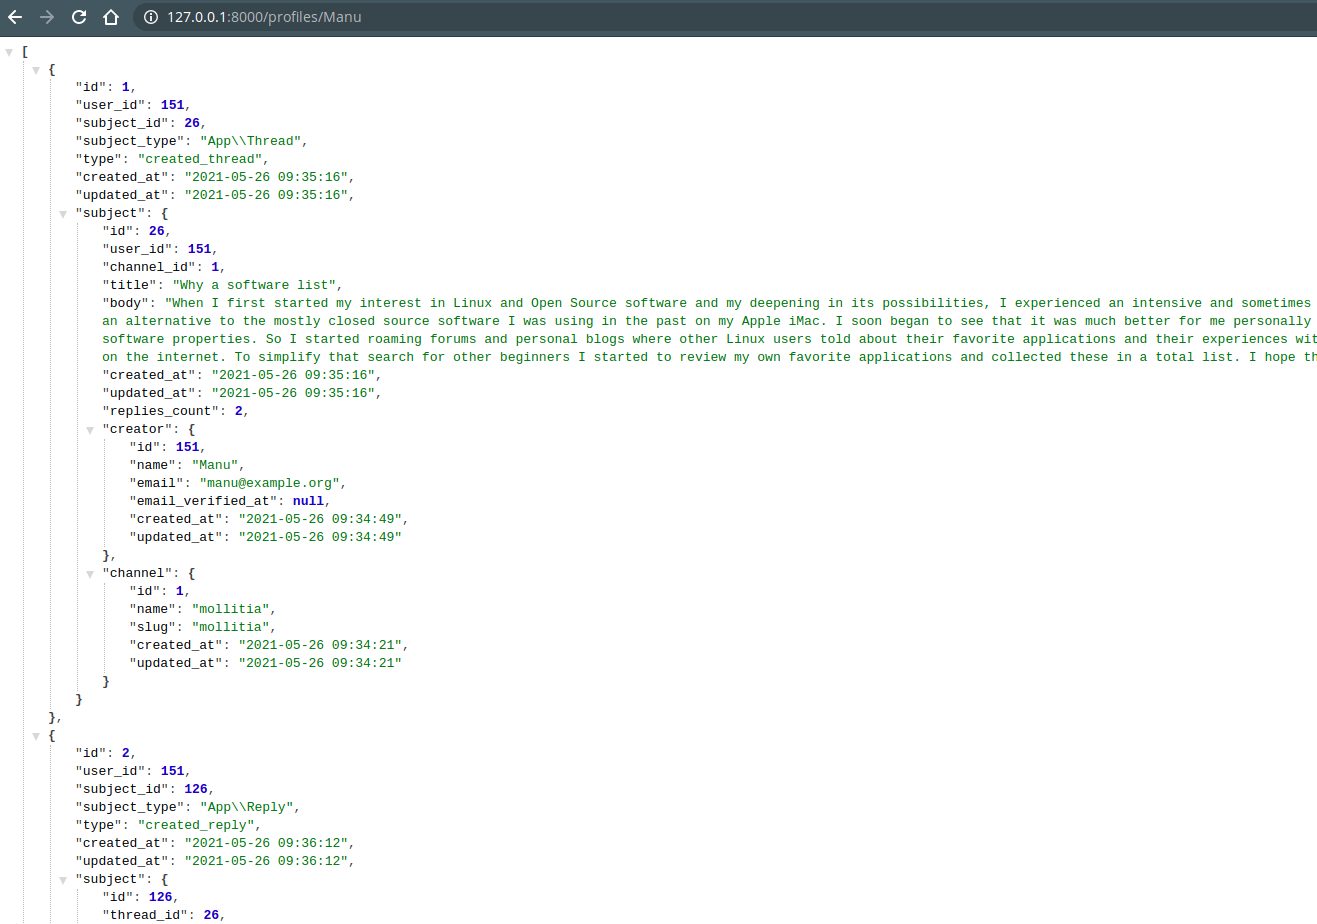 127.0.0.1:8000/profiles/Manu
[
{
"id": 1,
"user_id": 151,
"subject_id": 26,
"subject_type": "App\\Thread",
"type": "created_thread",
"created_at": "2021-05-26 09:35:16",
"updated_at": "2021-05-26 09:35:16",
"subject": {
"id": 26,
"user_id": 151,
"channel_id": 1,
"title": "Why a software list",
"body": "When I first started my interest in Linux and Open Source software and my deepening in its possibilities, I experienced an intensive and sometimes
an alternative to the mostly closed source software I was using in the past on my Apple iMac. I soon began to see that it was much better for me personally
software properties. So I started roaming forums and personal blogs where other Linux users told about their favorite applications and their experiences wit
on the internet. To simplify that search for other beginners I started to review my own favorite applications and collected these in a total list. I hope th
"created_at": "2021-05-26 09:35:16",
"updated_at": "2021-05-26 09:35:16",
"replies_count": 2,
"creator": {
"id": 151,
"name": "Manu",
"email": "manu@example.org",
"email_verified_at": null,
"created_at": "2021-05-26 09:34:49",
"updated_at": "2021-05-26 09:34:49"
},
"channel": {
"id": 1,
"name": "mollitia",
"slug": "mollitia",
"created_at": "2021-05-26 09:34:21",
"updated_at": "2021-05-26 09:34:21"
}
}
},
{
"id": 2,
"user_id": 151,
"subject_id": 126,
"subject_type": "App\\Reply",
"type": "created_reply",
"created_at": "2021-05-26 09:36:12",
"updated_at": "2021-05-26 09:36:12",
"subject": {
"id": 126,
"thread_id": 26,